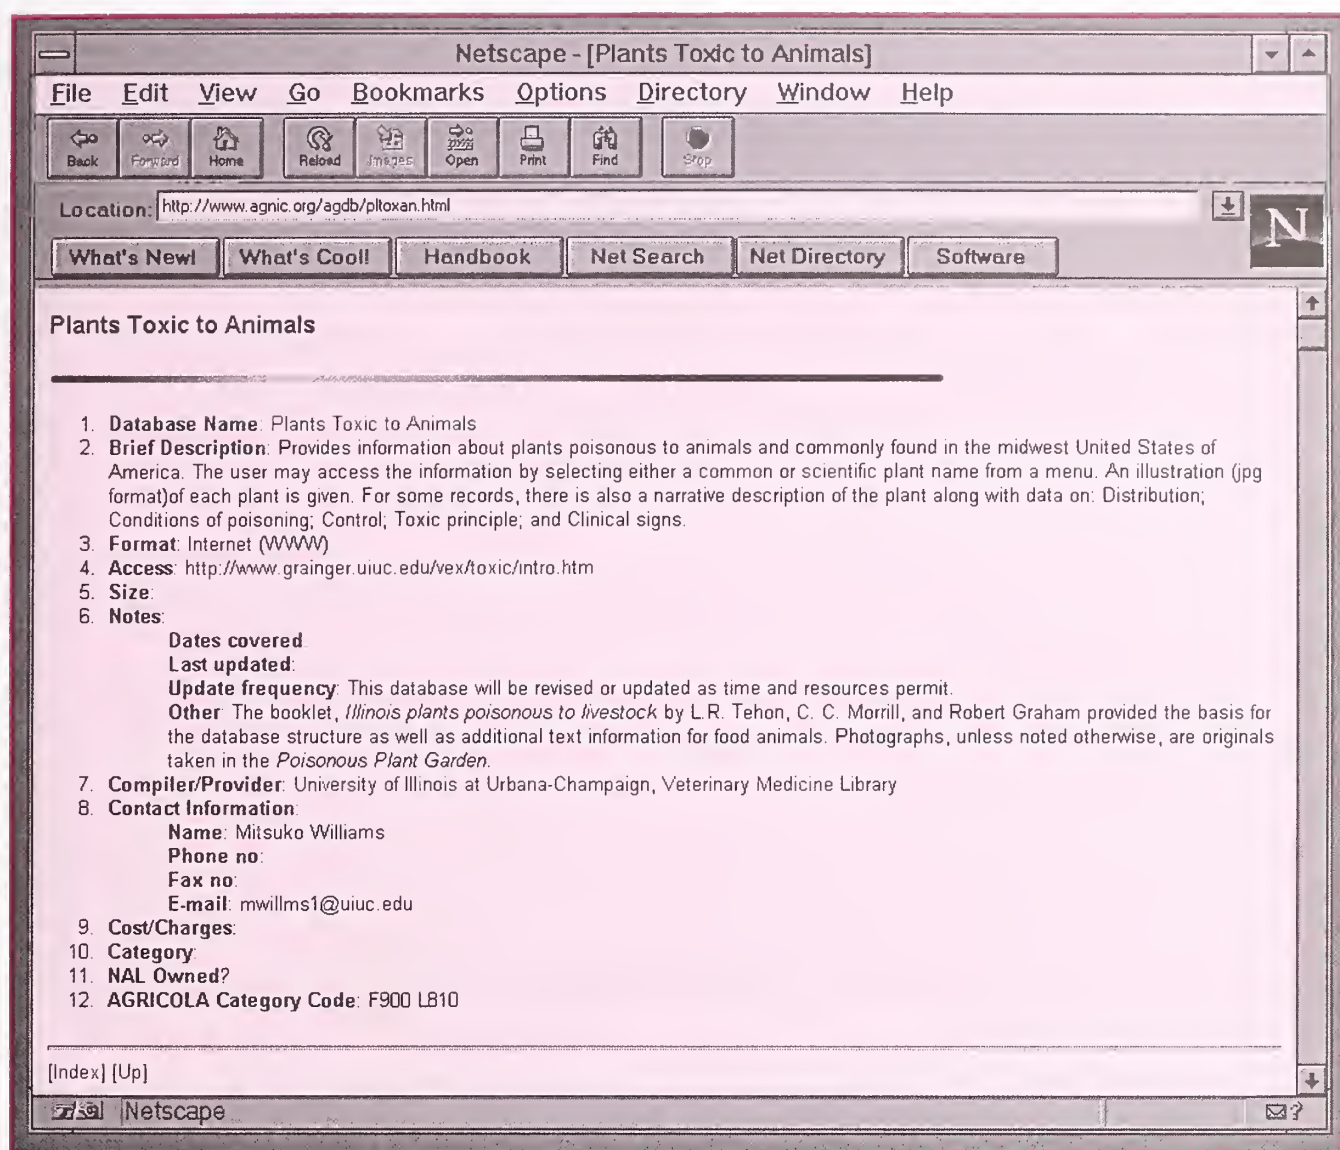 Netscape - [Plants Toxic to Animals]
File Edit View Go Bookmarks Options Directory Window Help
Back Forward Home Reload Images Open Print Find Stop
Location: http://www.agnic.org/agdb/pltoxan.html
N
What's New! What's Cool! Handbook Net Search Net Directory Software
Plants Toxic to Animals
1. Database Name: Plants Toxic to Animals
2. Brief Description: Provides information about plants poisonous to animals and commonly found in the midwest United States of
America. The user may access the information by selecting either a common or scientific plant name from a menu. An illustration (jpg
format)of each plant is given. For some records, there is also a narrative description of the plant along with data on: Distribution;
Conditions of poisoning; Control; Toxic principle; and Clinical signs.
3. Format: Internet (WWW)
4. Access: http://www.grainger.uiuc.edu/vex/toxic/intro.htm
5. Size:
6. Notes:
Dates covered:
Last updated:
Update frequency: This database will be revised or updated as time and resources permit.
Other: The booklet, Illinois plants poisonous to livestock by L.R. Tehon, C. C. Morrill, and Robert Graham provided the basis for
the database structure as well as additional text information for food animals. Photographs, unless noted otherwise, are originals
taken in the Poisonous Plant Garden.
7. Compiler/Provider: University of Illinois at Urbana-Champaign, Veterinary Medicine Library
8. Contact Information:
Name: Mitsuko Williams
Phone no:
Fax no:
E-mail: mwillms1@uiuc.edu
9. Cost/Charges:
10. Category:
11. NAL Owned?
12. AGRICOLA Category Code: F900 L810
[Index] [Up]
Netscape